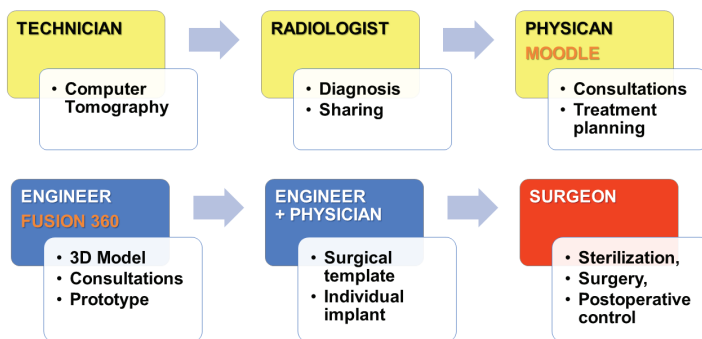 TECHNICIAN
• Computer
Tomography
RADIOLOGIST
• Diagnosis
• Sharing
PHYSICAN
MOODLE
• Consultations
• Treatment
planning
ENGINEER
FUSION 360
• 3D Model
• Consultations
• Prototype
ENGINEER
+ PHYSICIAN
• Surgical
template
• Individual
implant
SURGEON
• Sterilization,
• Surgery,
• Postoperative
control